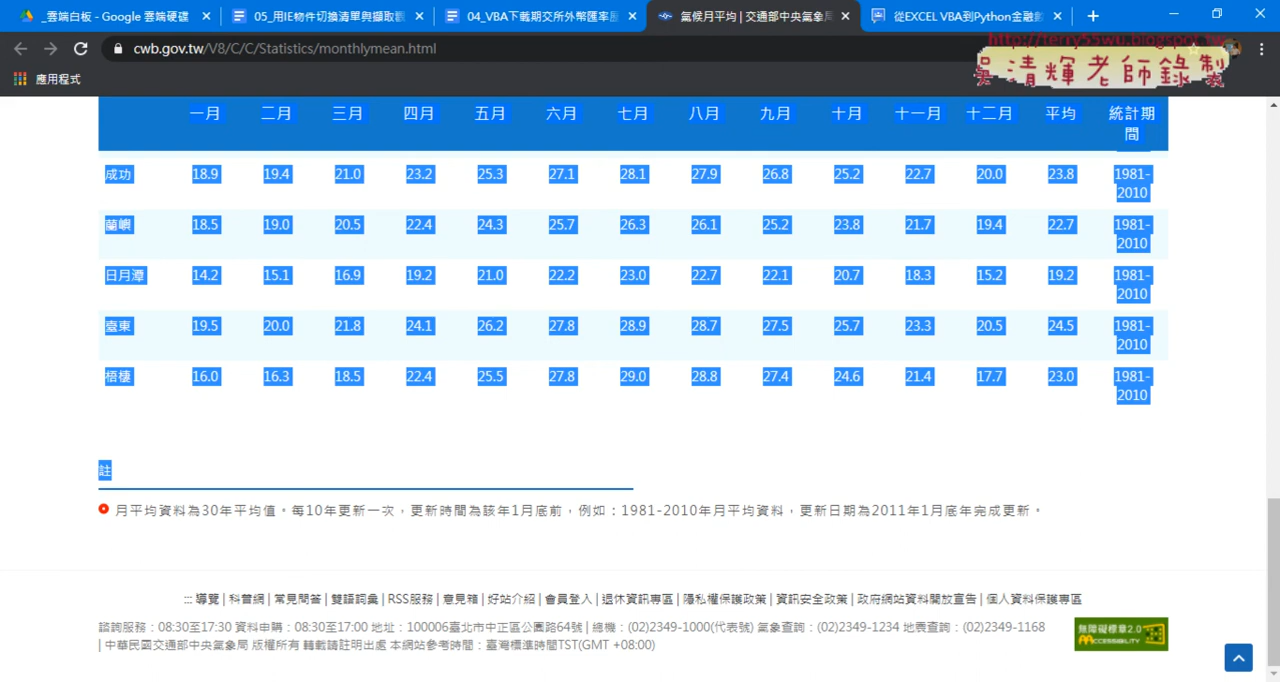 _雲端白板 - Google 雲端硬碟
05_用IE物件切換清單與擷取
04_VBA下載期交所外幣匯率
氣候月平均 | 交通部中央氣象局
從EXCEL VBA到Python金融
cwb.gov.tw/V8/C/C/Statistics/monthlymean.html
http://terry55wu.blogspot.tw
吳清輝老師錄製
應用程式
一月 二月 三月 四月 五月 六月 七月 八月 九月 十月 十一月 十二月 平均 統計期間
成功 18.9 19.4 21.0 23.2 25.3 27.1 28.1 27.9 26.8 25.2 22.7 20.0 23.8 1981-2010
蘭嶼 18.5 19.0 20.5 22.4 24.3 25.7 26.3 26.1 25.2 23.8 21.7 19.4 22.7 1981-2010
日月潭 14.2 15.1 16.9 19.2 21.0 22.2 23.0 22.7 22.1 20.7 18.3 15.2 19.2 1981-2010
臺東 19.5 20.0 21.8 24.1 26.2 27.8 28.9 28.7 27.5 25.7 23.3 20.5 24.5 1981-2010
梧棲 16.0 16.3 18.5 22.4 25.5 27.8 29.0 28.8 27.4 24.6 21.4 17.7 23.0 1981-2010
註
月平均資料為30年平均值。每10年更新一次，更新時間為該年1月底前，例如：1981-2010年月平均資料，更新日期為2011年1月底年完成更新。
::: 導覽 | 科普網 | 常見問答 | 雙語詞彙 | RSS服務 | 意見箱 | 好站介紹 | 會員登入 | 退休資訊專區 | 隱私權保護政策 | 資訊安全政策 | 政府網站資料開放宣告 | 個人資料保護專區
諮詢服務：08:30至17:30 資料申購：08:30至17:00 地址：100006臺北市中正區公園路64號 | 總機：(02)2349-1000(代表號) 氣象查詢：(02)2349-1234 地震查詢：(02)2349-1168
| 中華民國交通部中央氣象局 版權所有 轉載請註明出處 本網站參考時間：臺灣標準時間TST(GMT +08:00)
無障礙標章2.0
ACCESSIBILITY